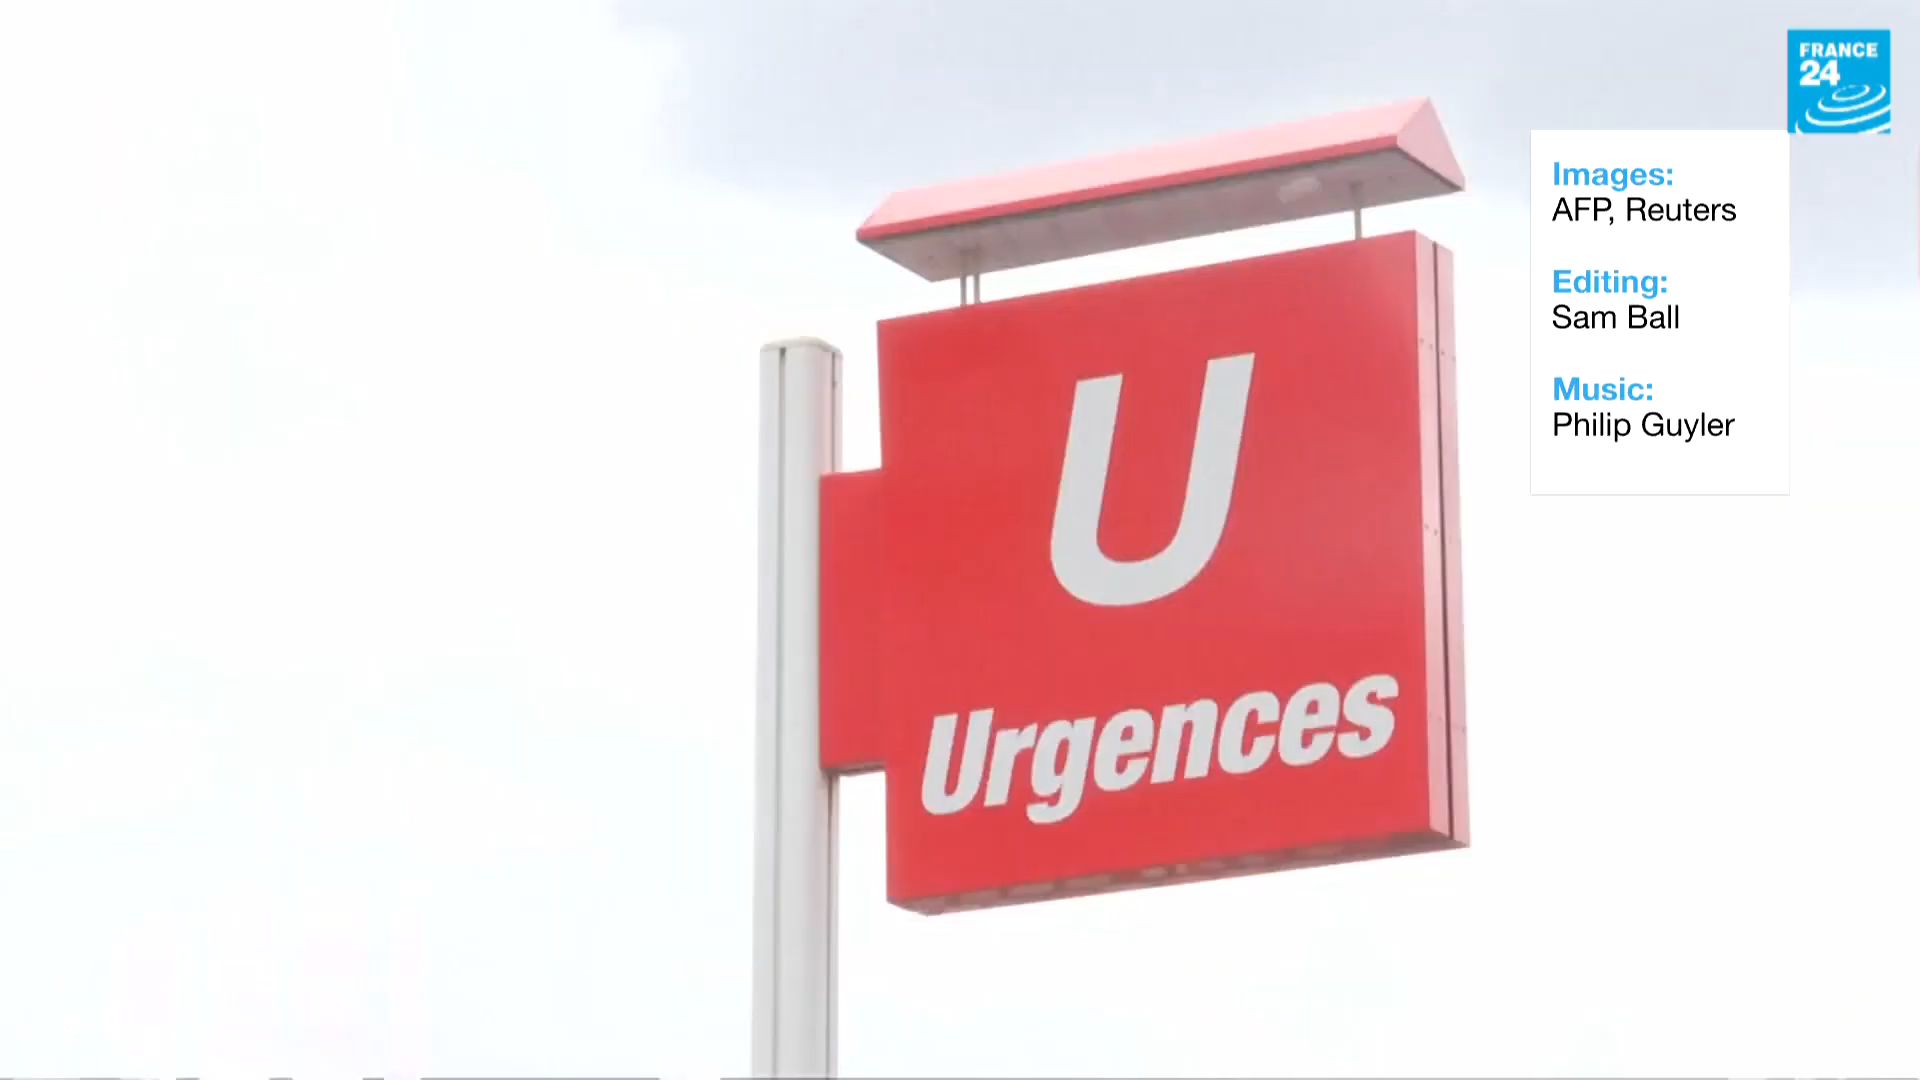 FRANCE
24
Images:
AFP, Reuters
Editing:
Sam Ball
Music:
Philip Guyler
U
Urgences